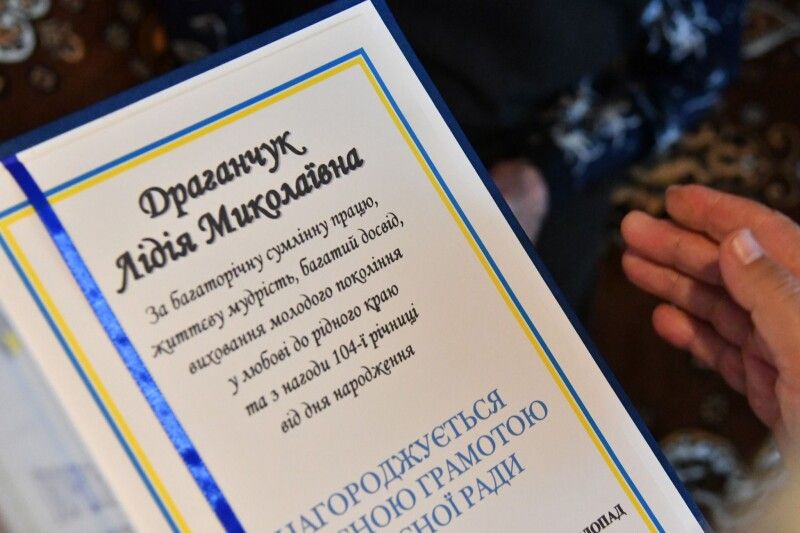 Драганчук
Лідія Миколаївна
За багаторічну сумлінну працю,
життєву мудрість, багатий досвід,
виховання молодого покоління
у любові до рідного краю
та з нагоди 104-ї річниці
від дня народження
НАГОРОДЖУЄТЬСЯ
ГРАМОТОЮ
РАДИ